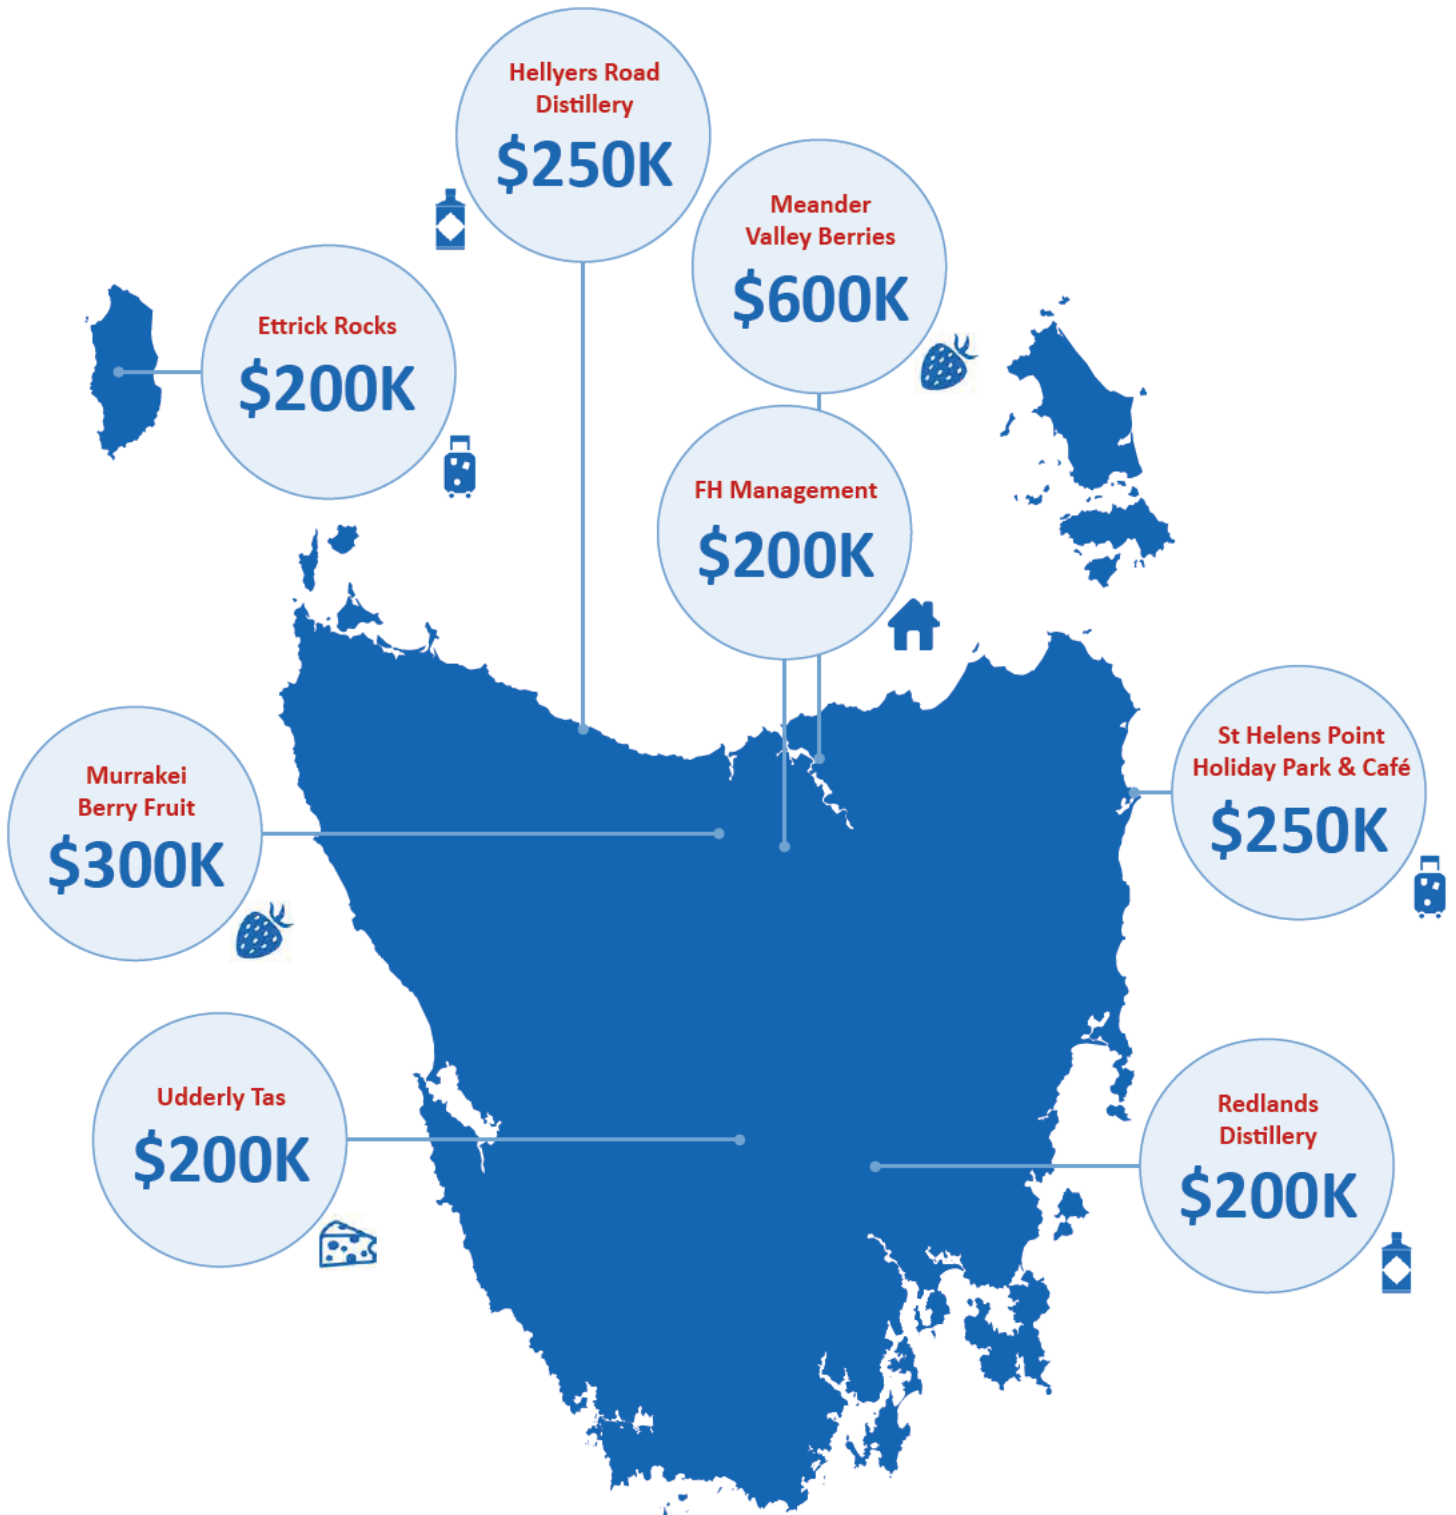 Hellyers Road
Distillery
$250K
Meander
Valley Berries
$600K
Ettrick Rocks
$200K
FH Management
$200K
St Helens Point
Holiday Park & Café
$250K
Murrakei
Berry Fruit
$300K
Udderly Tas
$200K
Redlands
Distillery
$200K